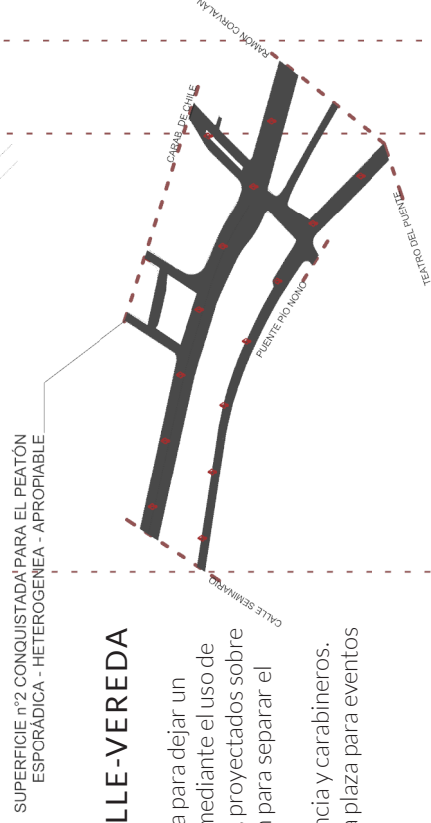 SUPERFICIE n°2 CONQUISTADA PARA EL PEATÓN
ESPORÁDICA - HETEROGENEA - APROPIABLE
LLE-VEREDA
a para dejar un
mediante el uso de
proyectados sobre
para separar el
ncia y carabineros.
a plaza para eventos
CALLE SEMINARIO
CARAB. DE CHILE
PUENTE PÍO NONO
RAMÓN CORVALÁN
TEATRO DEL PUENTE